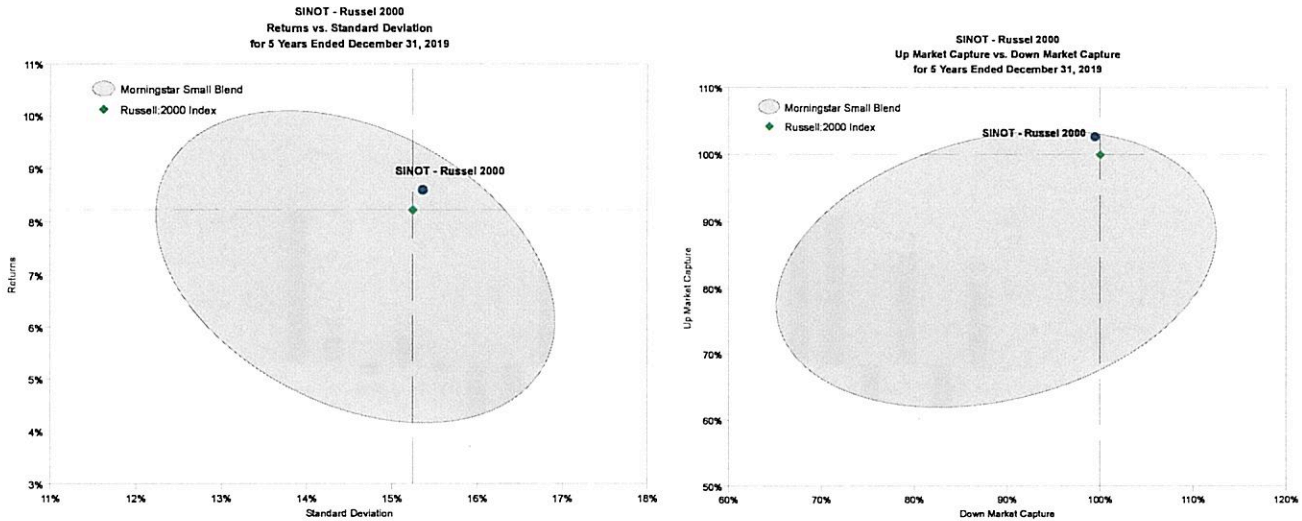 SINOT - Russel 2000
Returns vs. Standard Deviation
for 5 Years Ended December 31, 2019
11%
10%
9%
8%
7%
6%
5%
4%
3%
Returns
Morningstar Small Blend
Russell:2000 Index
SINOT - Russel 2000
11%
12%
13%
15%
16%
17%
18%
Standard Deviation
SINOT - Russel 2000
Up Market Capture vs. Down Market Capture
for 5 Years Ended December 31, 2019
110%
100%
90%
80%
70%
60%
50%
Up Market Capture
Morningstar Small Blend
Russell:2000 Index
SINOT - Russel 2000
60%
70%
80%
90%
100%
110%
120%
Down Market Capture